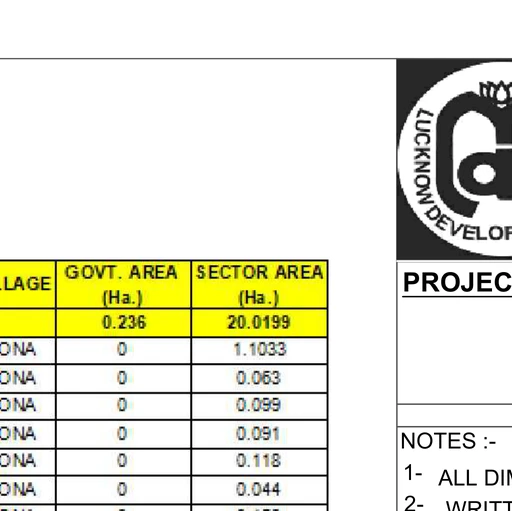 LUCKNOW DEVELOP
LLAGE GOVT. AREA (Ha.) SECTOR AREA (Ha.)
0.236 20.0199
ONA 0 1.1033
ONA 0 0.063
ONA 0 0.099
ONA 0 0.091
ONA 0 0.118
ONA 0 0.044
PROJEC
NOTES :-
1- ALL DIM
2- WRITT